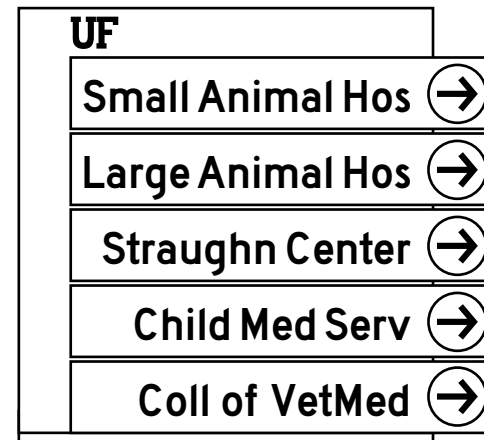 UF
Small Animal Hos
Large Animal Hos
Straughn Center
Child Med Serv
Coll of VetMed